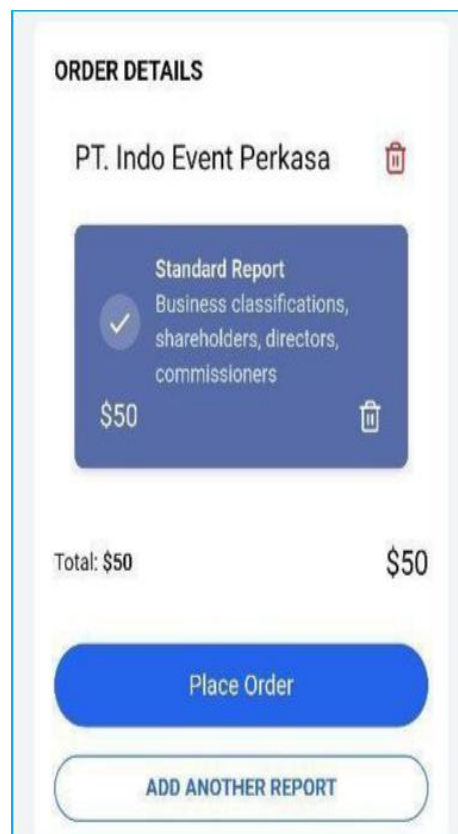 ORDER DETAILS
PT. Indo Event Perkasa
Standard Report
Business classifications,
shareholders, directors,
commissioners
$50
Total: $50
$50
Place Order
ADD ANOTHER REPORT